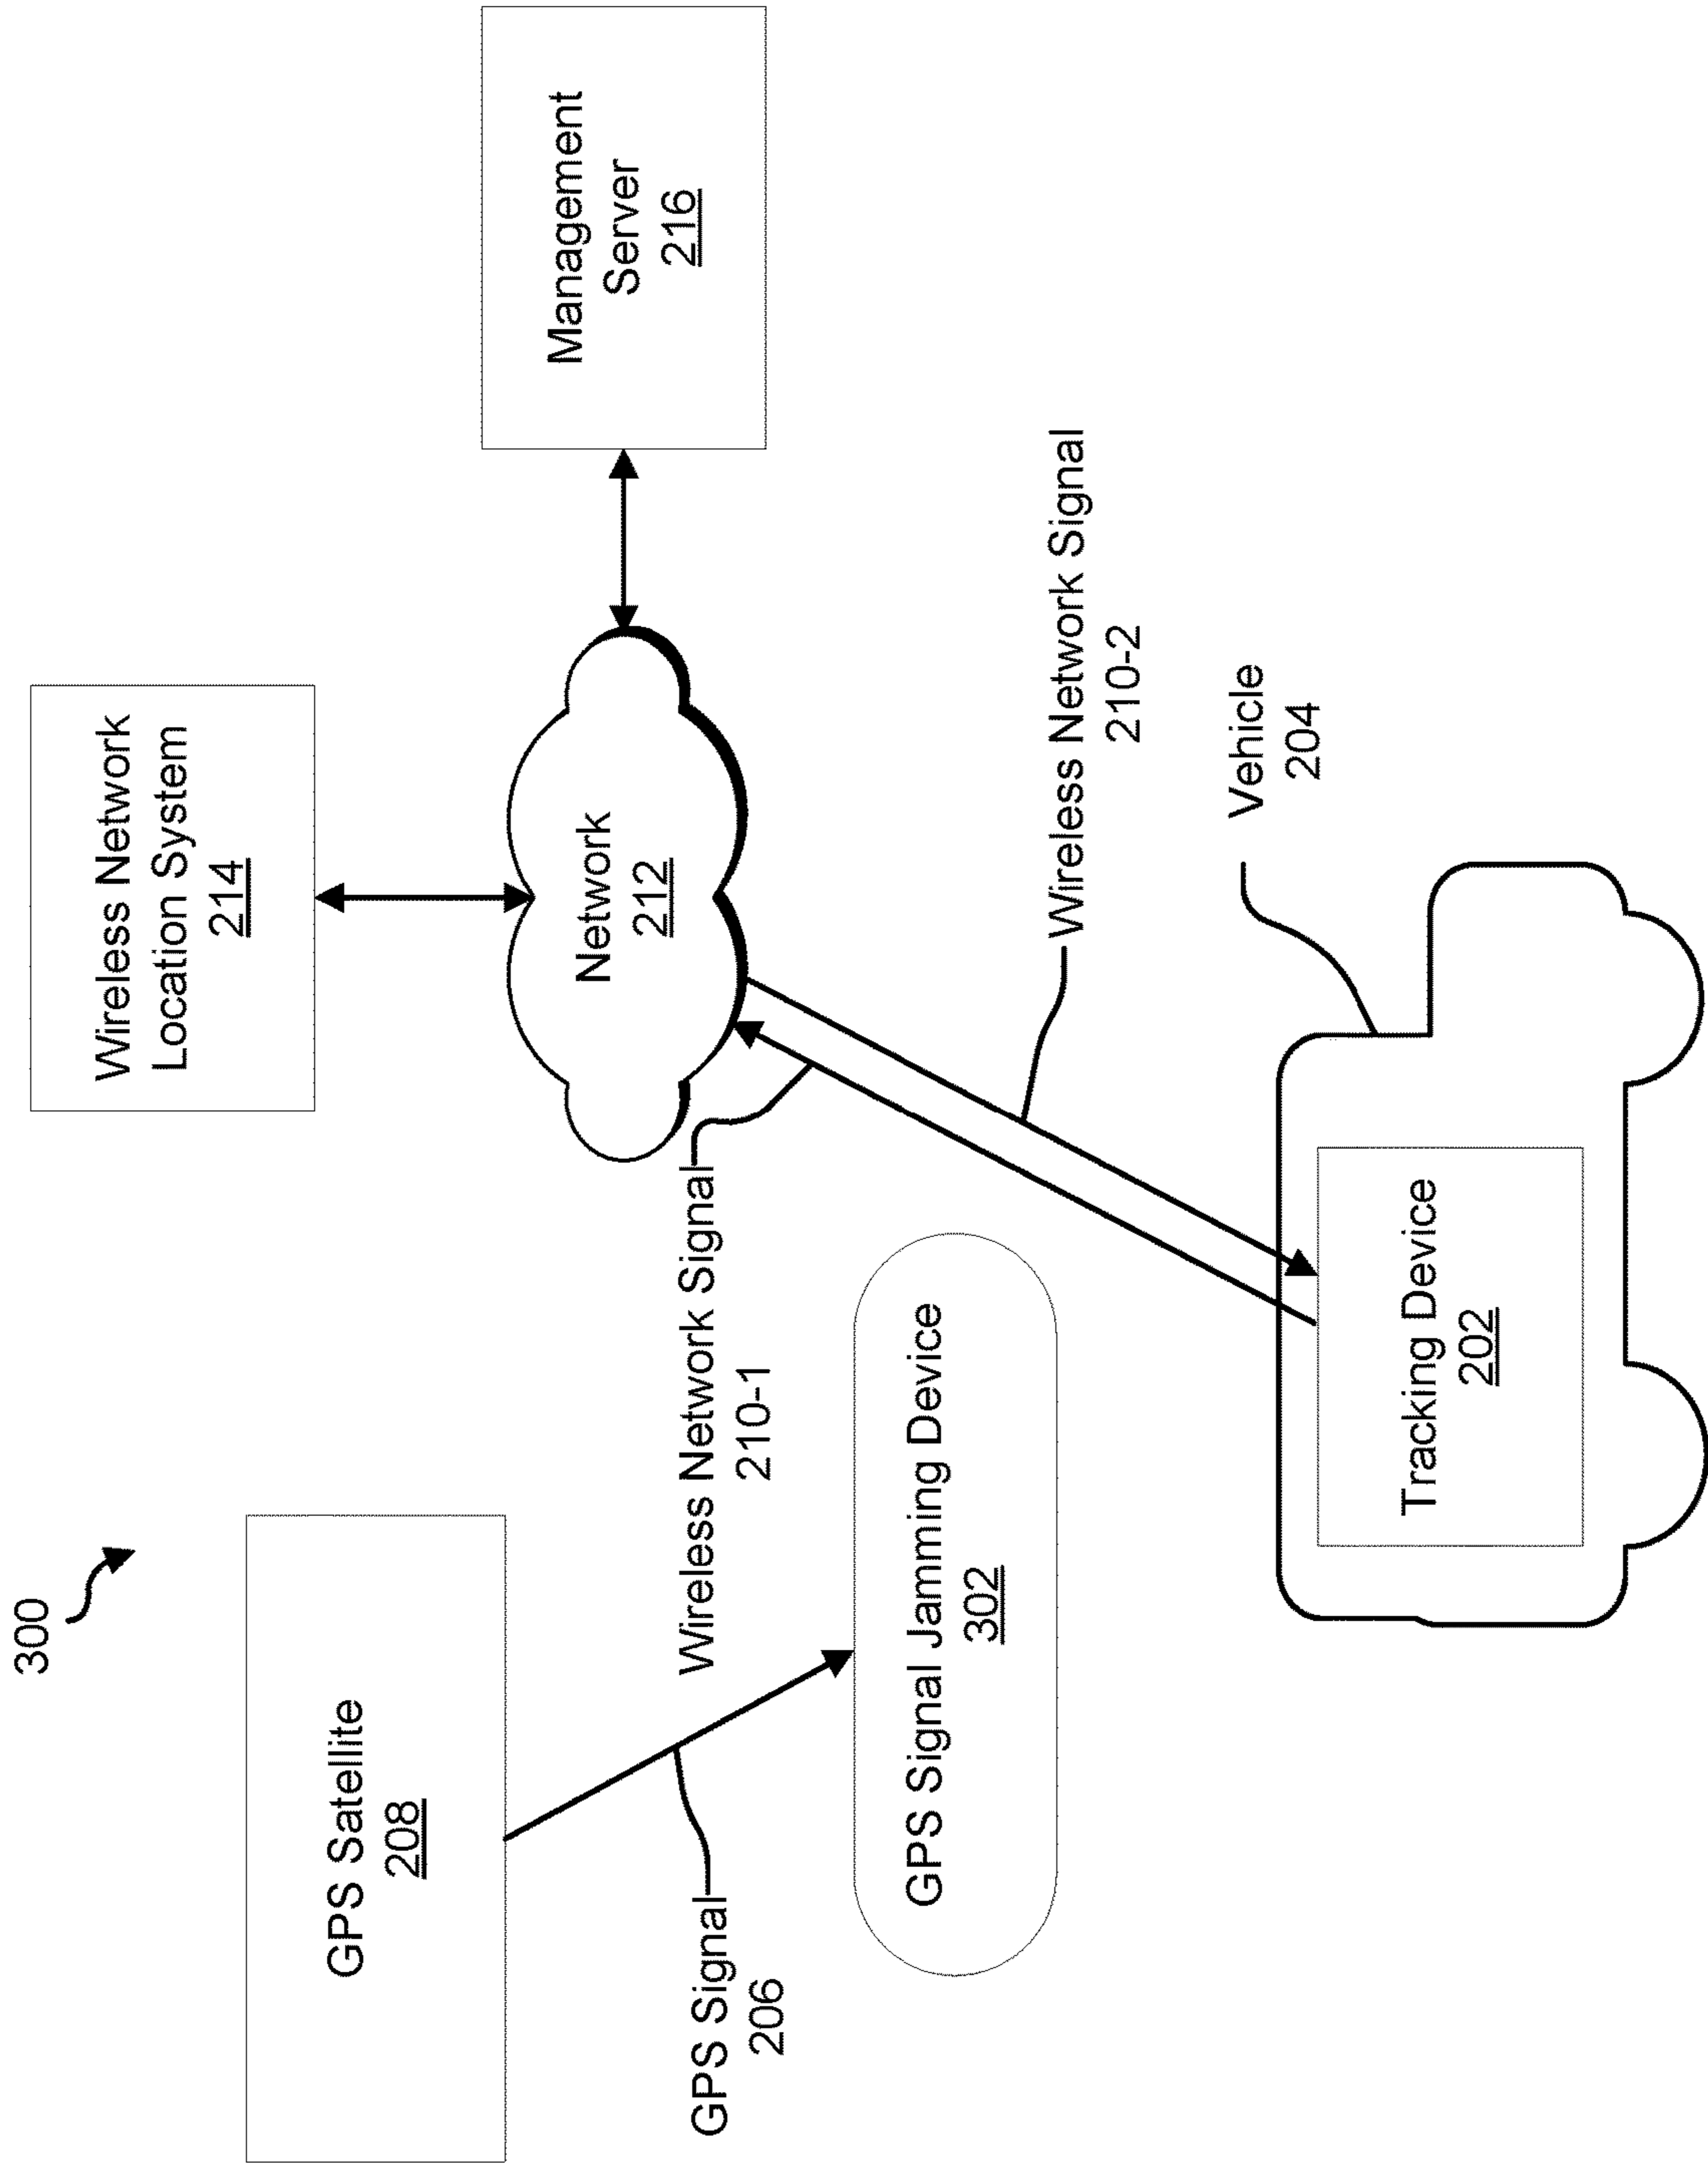 300
GPS Satellite
208
Wireless Network
Location System
214
Management
Server
216
Network
212
GPS Signal
206
Wireless Network Signal
210-1
GPS Signal Jamming Device
302
Wireless Network Signal
210-2
Vehicle
204
Tracking Device
202